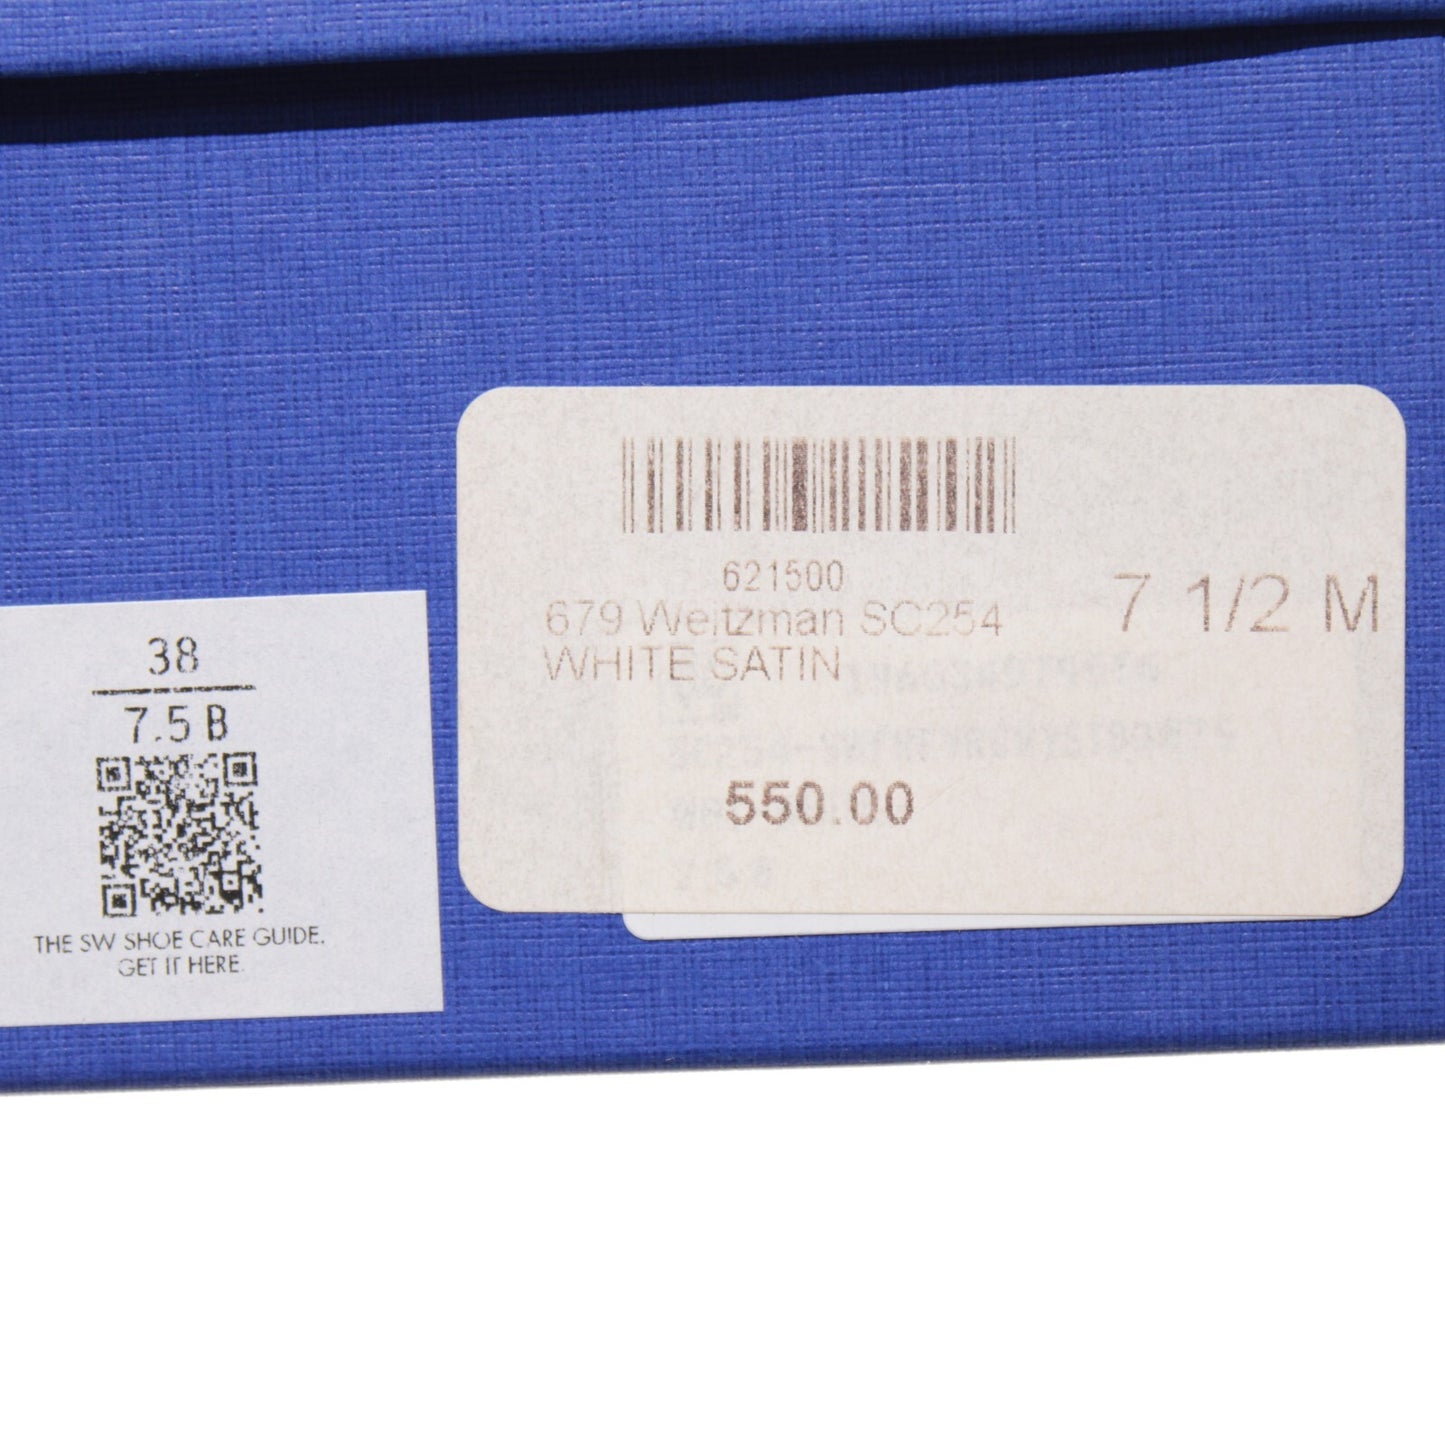 38
7.5 B
THE SW SHOE CARE GUIDE.
GET IT HERE.
621500
679 Weitzman SC254
WHITE SATIN
7 1/2 M
550.00